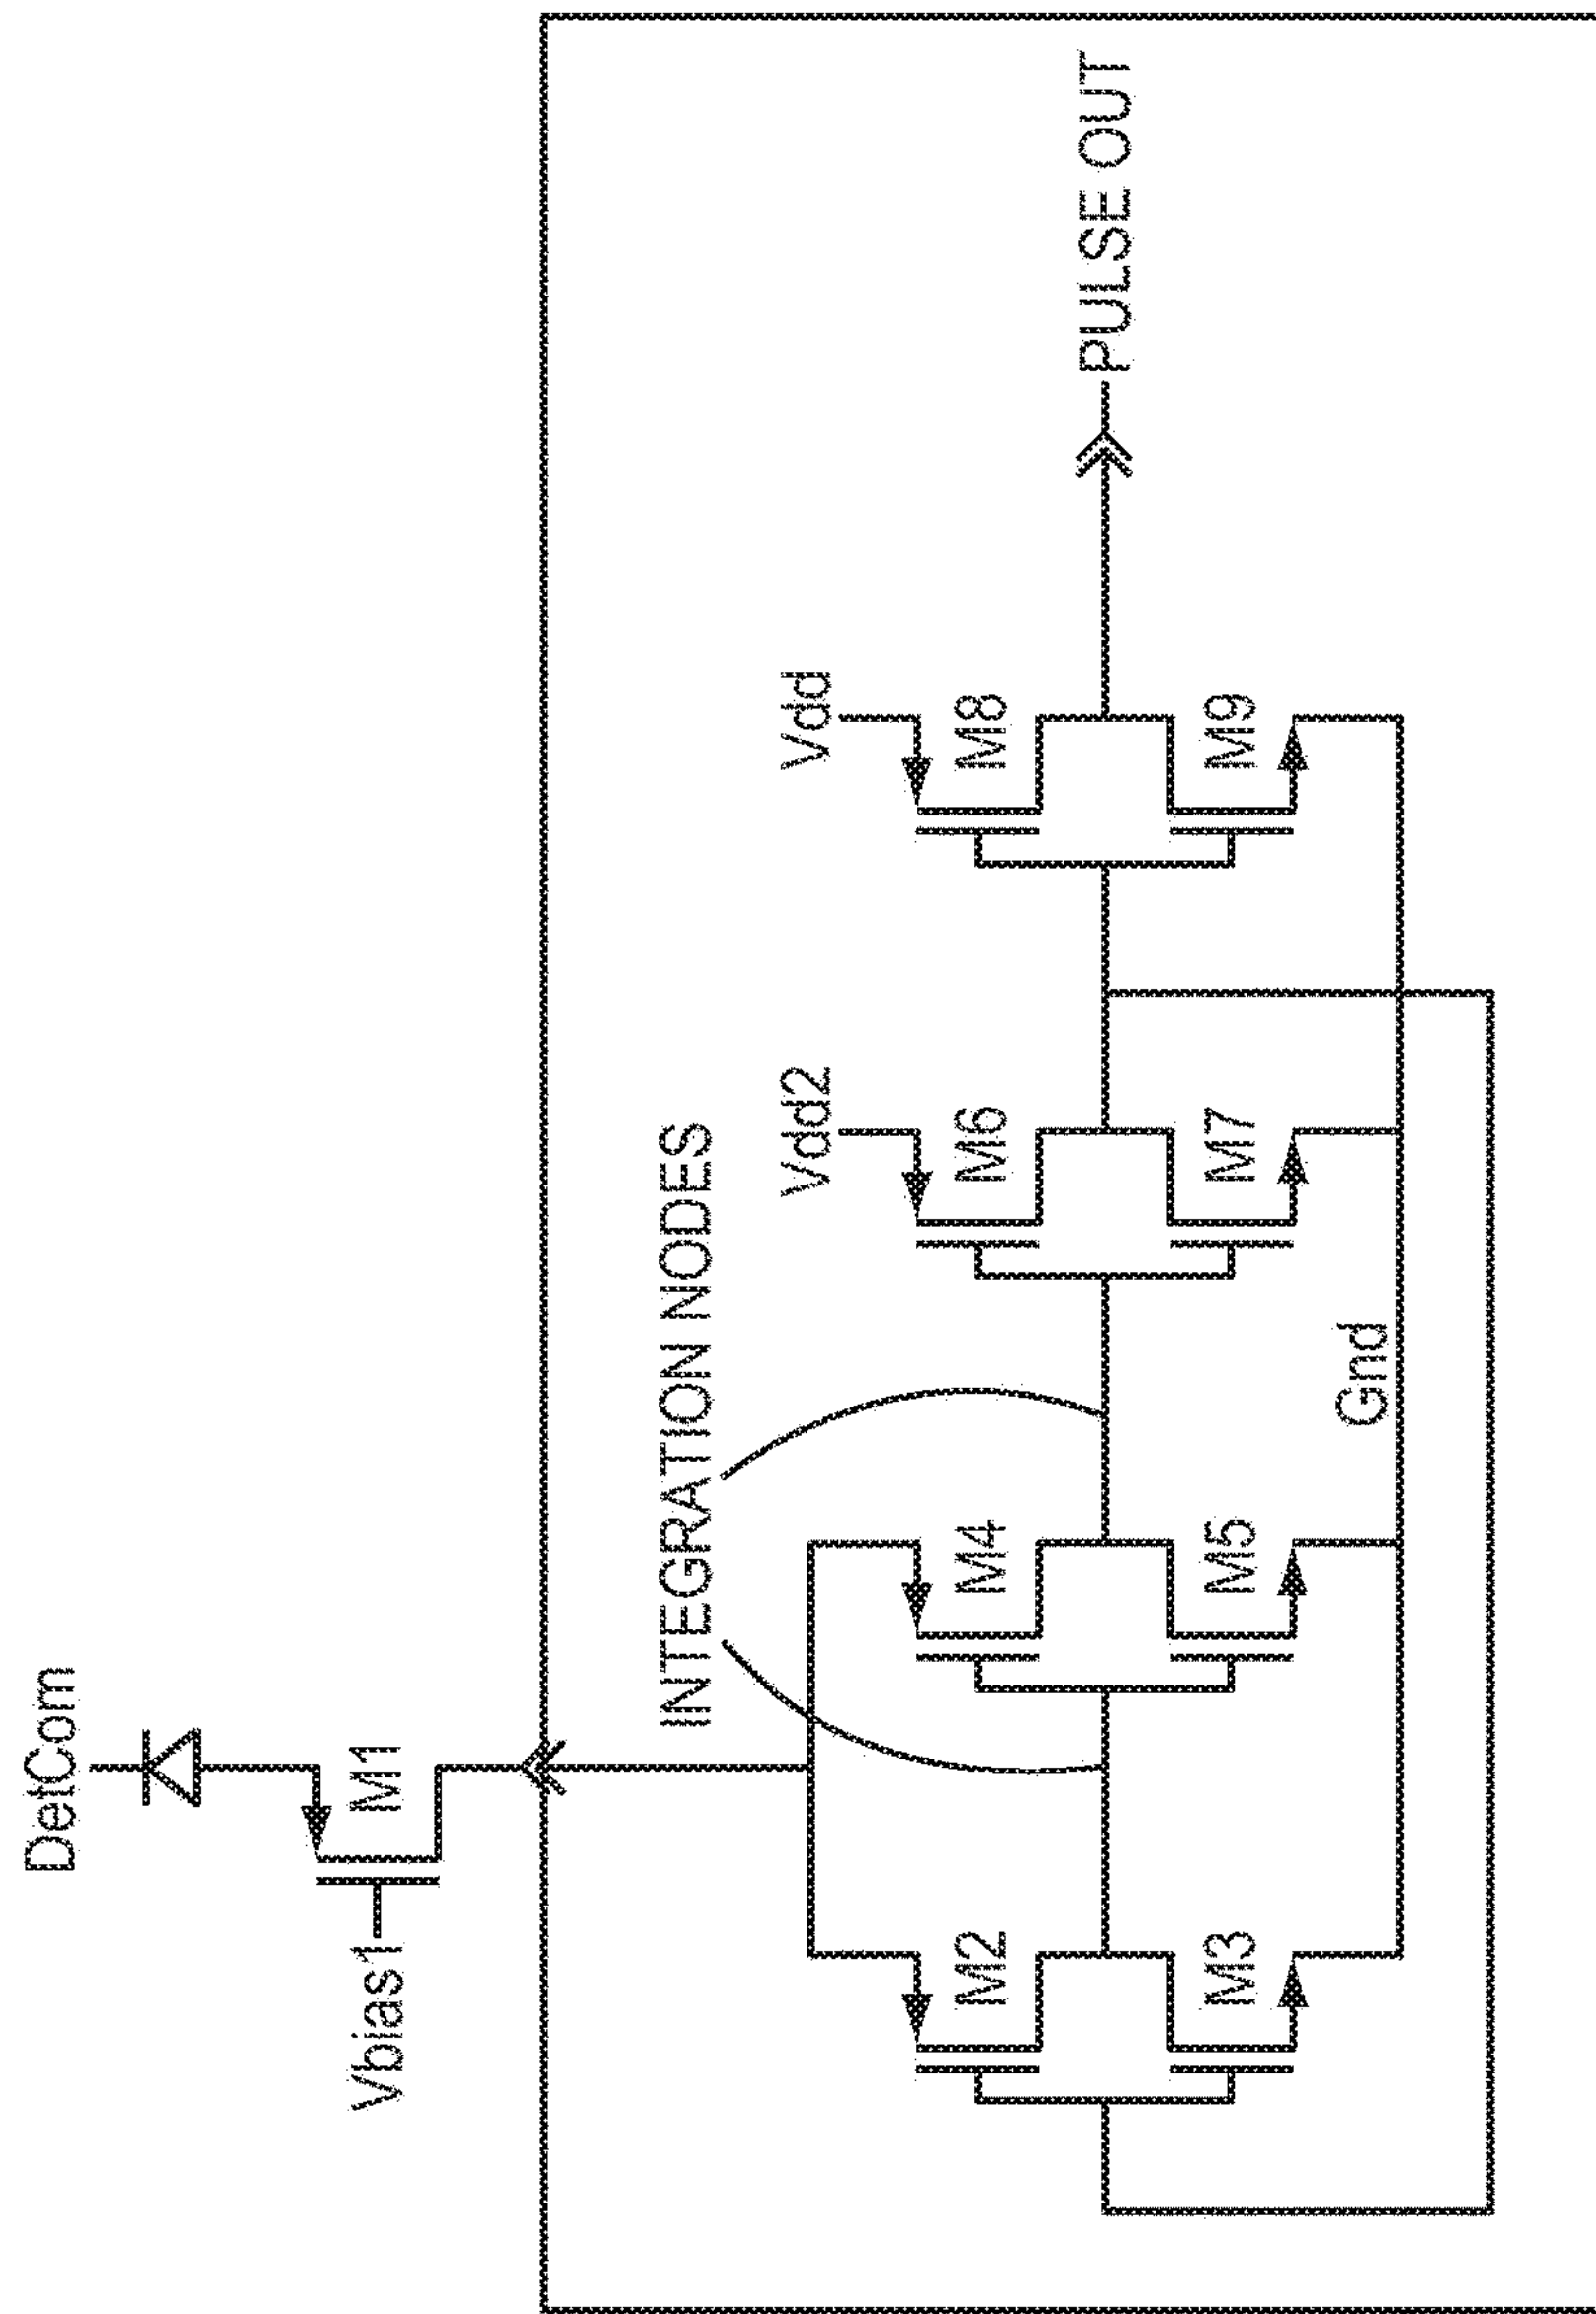 DetCom
Vbias1
M1
INTEGRATION NODES
Vdd2
Vdd
M2
M4
M6
M8
PULSE OUT
M3
M5
M7
M9
Gnd